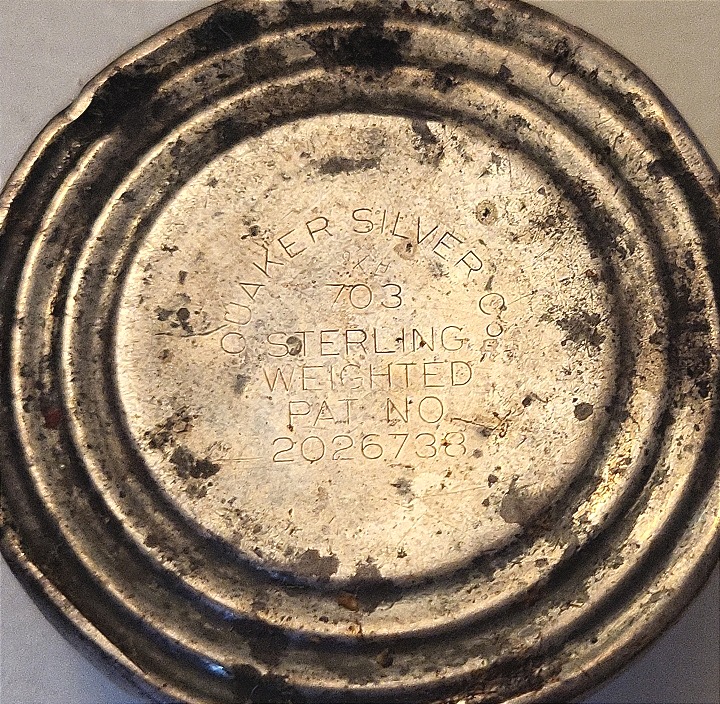 QUAKER SILVER CO.
703
STERLING
WEIGHTED
PAT. NO.
2026738